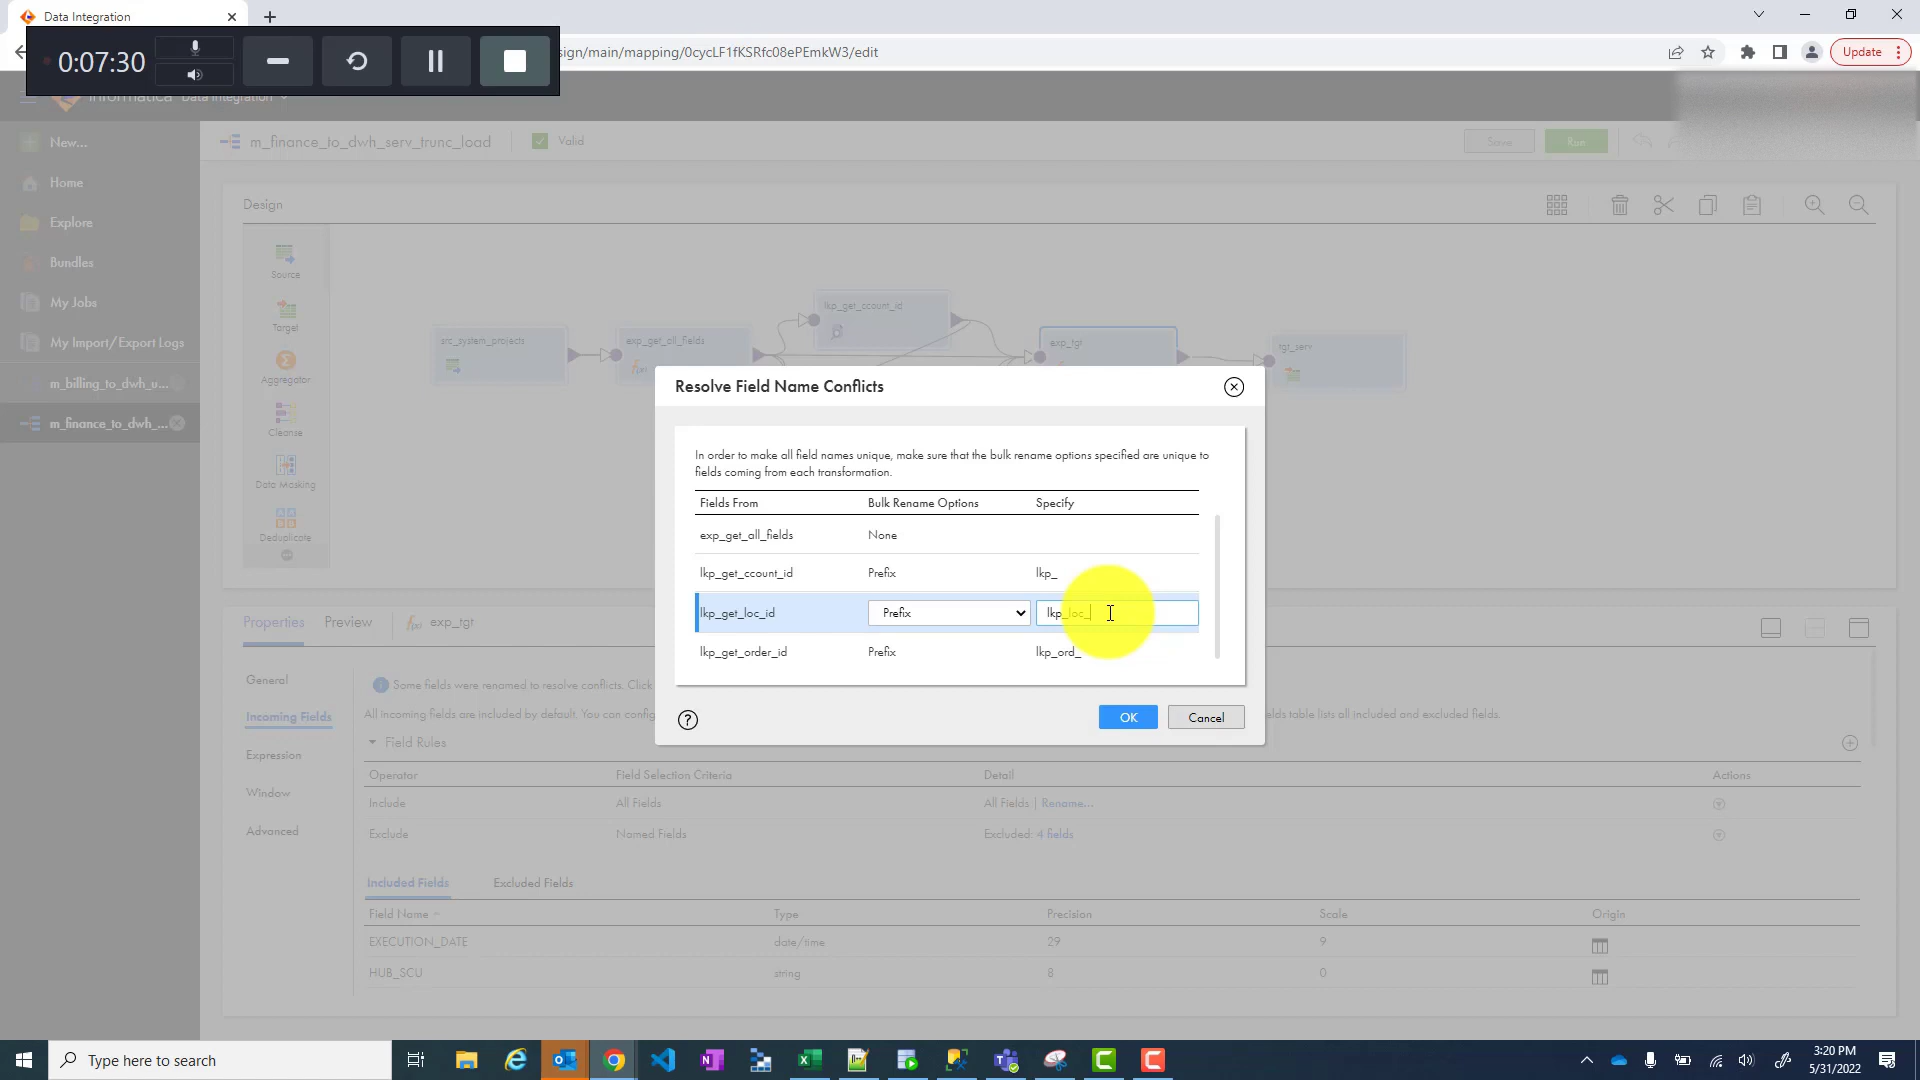 Data Integration
0:07:30
sign/main/mapping/0cycLF1fKSRfc08ePEmkW3/edit
Update
Informatica Data Integration
New...
m_finance_to_dwh_serv_trunc_load
Valid
Save
Run
Home
Explore
Bundles
My Jobs
My Import/Export Logs
m_billing_to_dwh_u...
m_finance_to_dwh_...
Design
Source
Target
Aggregator
Cleanse
Data Masking
Deduplicate
src_system_projects
exp_get_all_fields
lkp_get_ccount_id
exp_tgt
tgt_serv
Resolve Field Name Conflicts
In order to make all field names unique, make sure that the bulk rename options specified are unique to
fields coming from each transformation.
Fields From Bulk Rename Options Specify
exp_get_all_fields None
lkp_get_ccount_id Prefix lkp_
lkp_get_loc_id Prefix lkp_loc_
lkp_get_order_id Prefix lkp_ord_
OK
Cancel
Properties
Preview
exp_tgt
General
Incoming Fields
Expression
Window
Advanced
Some fields were renamed to resolve conflicts. Click
All incoming fields are included by default. You can config
elds table lists all included and excluded fields.
Field Rules
Operator Field Selection Criteria Detail Actions
Include All Fields All Fields | Rename...
Exclude Named Fields Excluded: 4 fields
Included Fields
Excluded Fields
Field Name Type Precision Scale Origin
EXECUTION_DATE date/time 29 9
HUB_SCU string 8 0
Type here to search
3:20 PM
5/31/2022